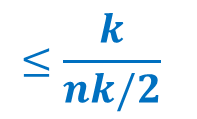 ≤ k / (nk/2)